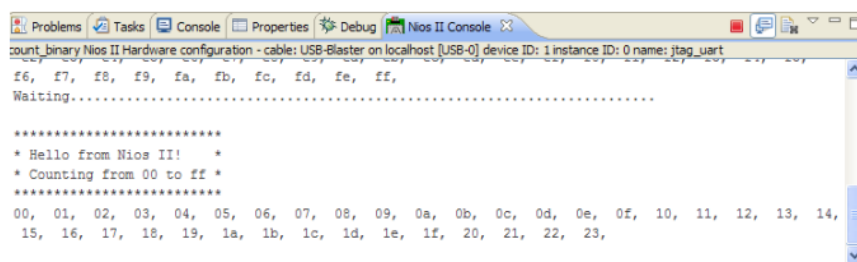 Problems Tasks Console Properties Debug Nios II Console
count_binary Nios II Hardware configuration - cable: USB-Blaster on localhost [USB-0] device ID: 1 instance ID: 0 name: jtag_uart
f6, f7, f8, f9, fa, fb, fc, fd, fe, ff,
Waiting......................................................................
**************************
* Hello from Nios II!    *
* Counting from 00 to ff *
**************************
00, 01, 02, 03, 04, 05, 06, 07, 08, 09, 0a, 0b, 0c, 0d, 0e, 0f, 10, 11, 12, 13, 14,
15, 16, 17, 18, 19, 1a, 1b, 1c, 1d, 1e, 1f, 20, 21, 22, 23,